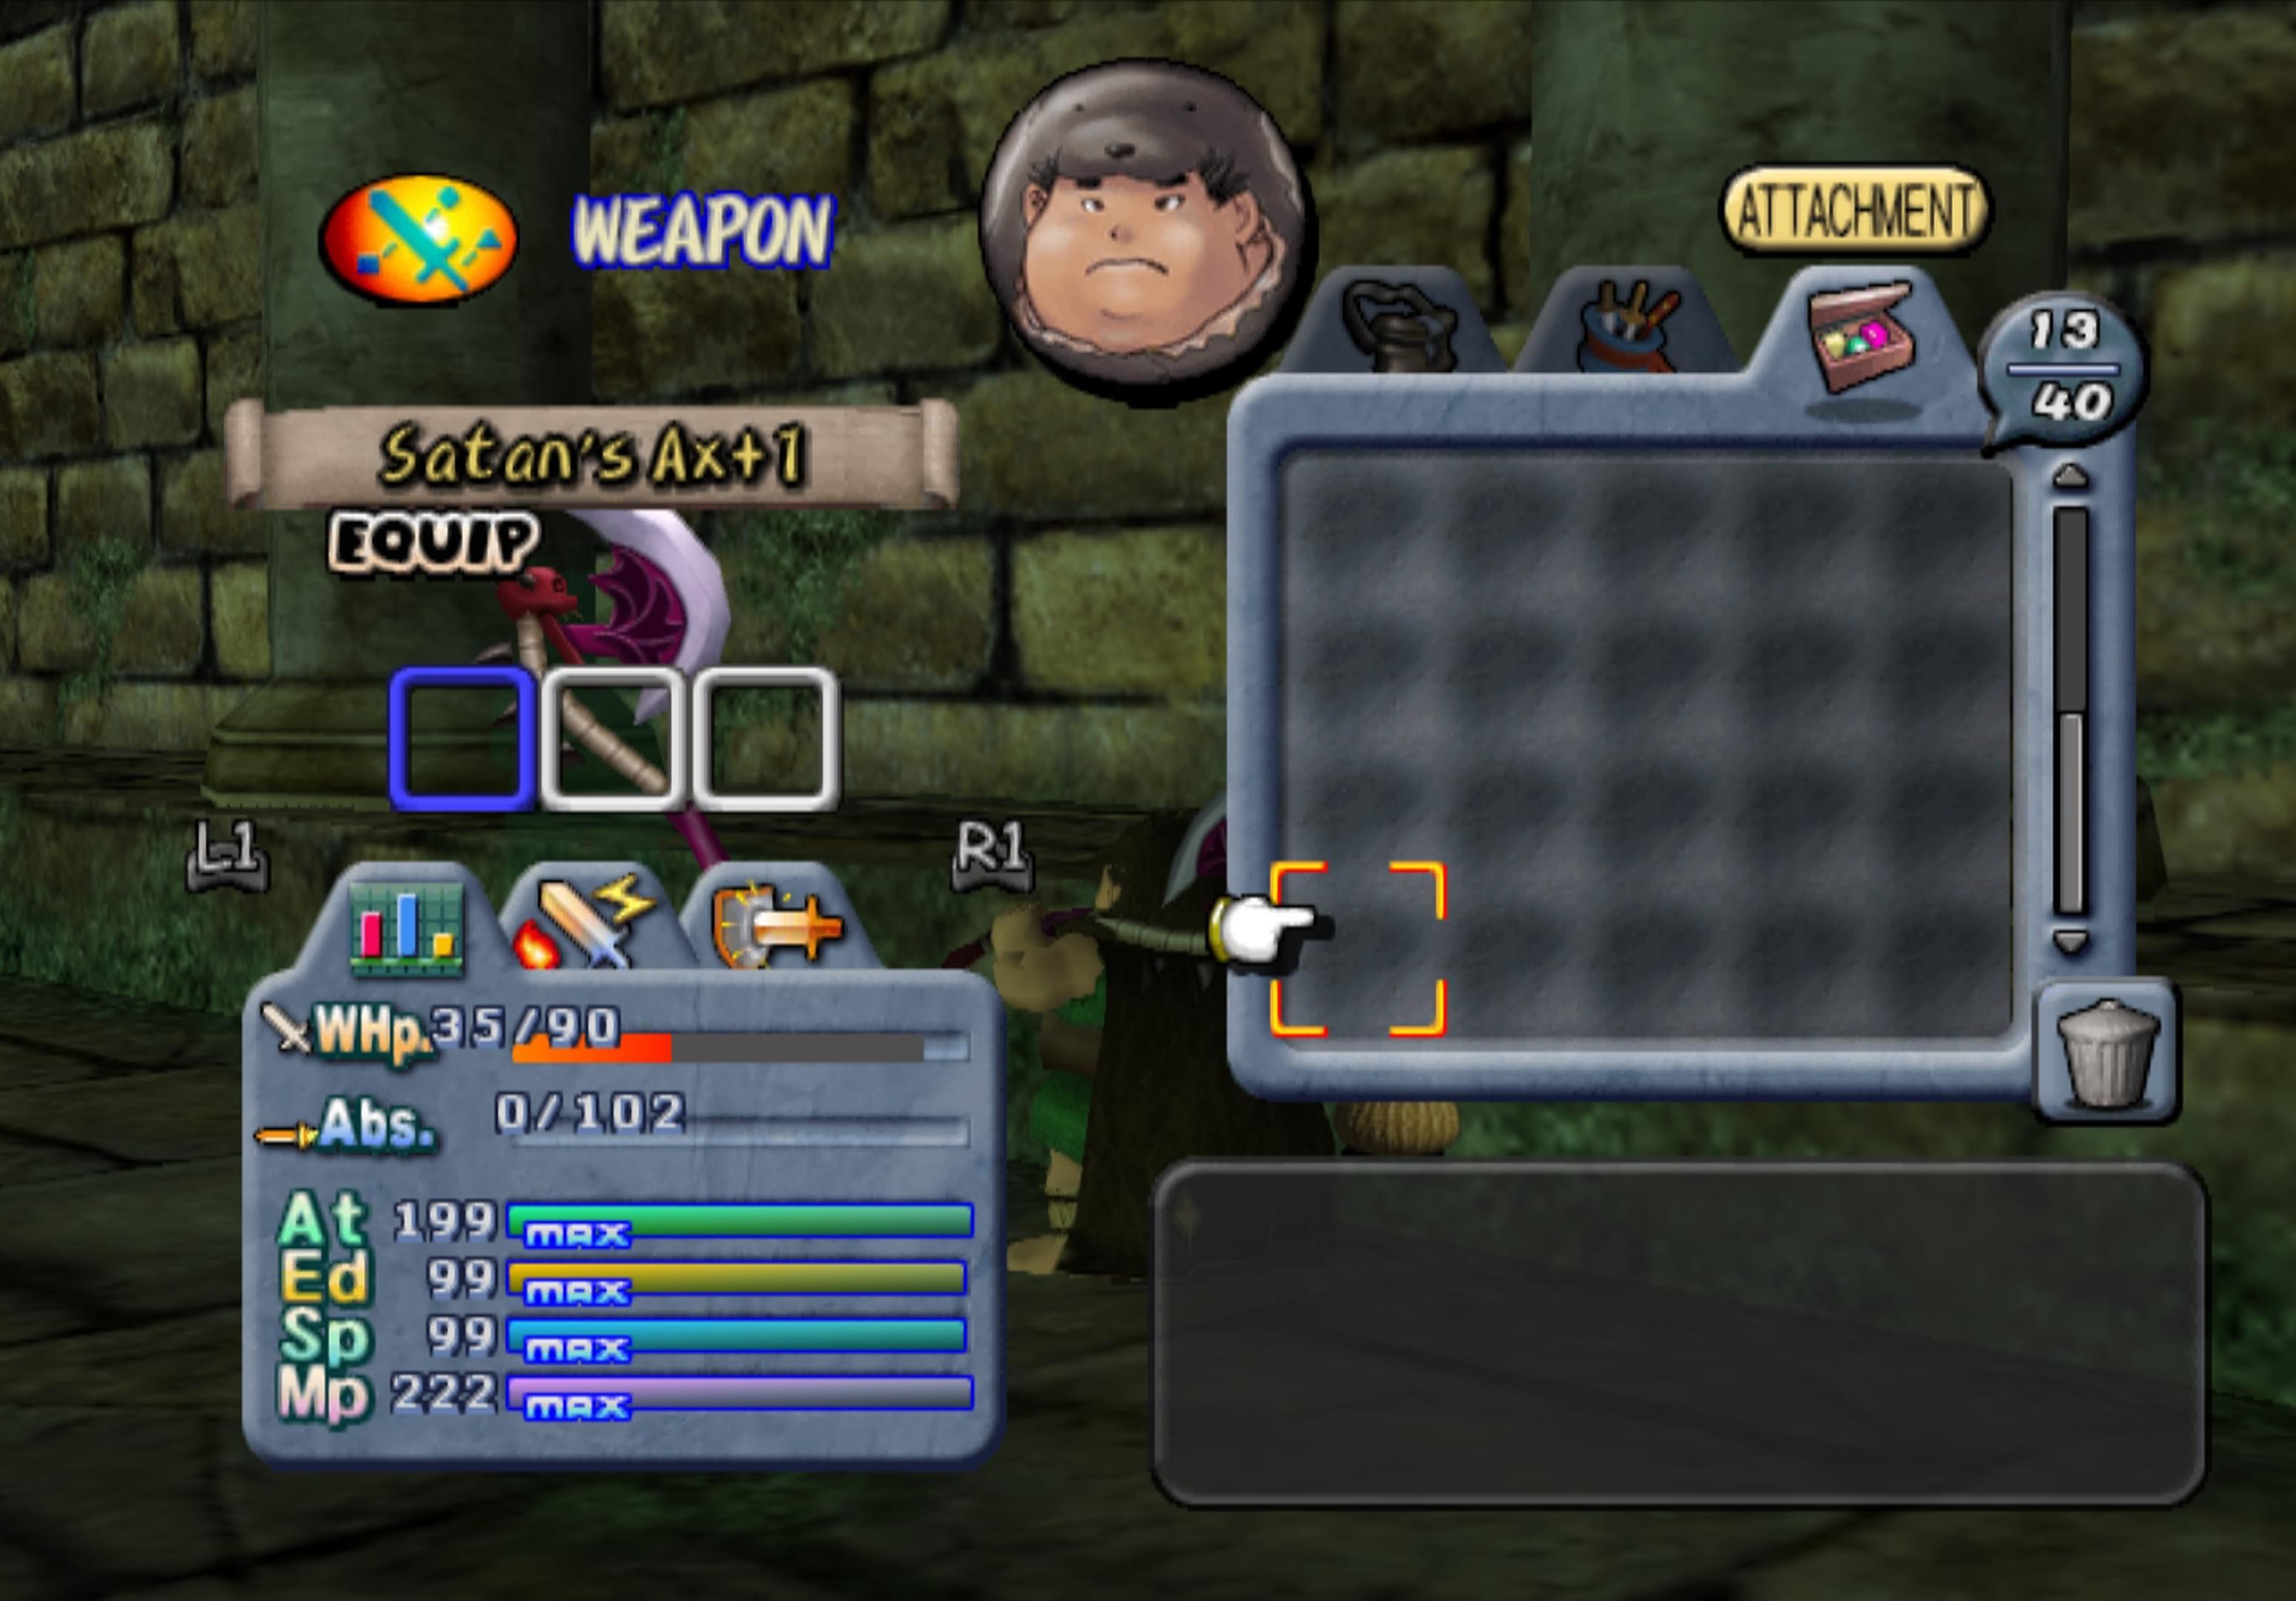 WEAPON
ATTACHMENT
13
40
Satan's Ax+1
EQUIP
L1
R1
WHp. 35/90
Abs. 0/102
At 199 max
Ed 99 max
Sp 99 max
Mp 222 max